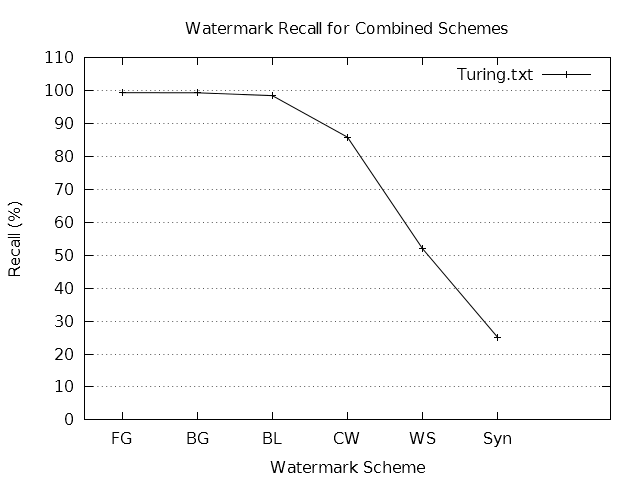 Watermark Recall for Combined Schemes
110
Turing.txt
100
90
80
70
60
50
40
30
20
10
0
Recall (%)
FG BG BL CW WS Syn
Watermark Scheme